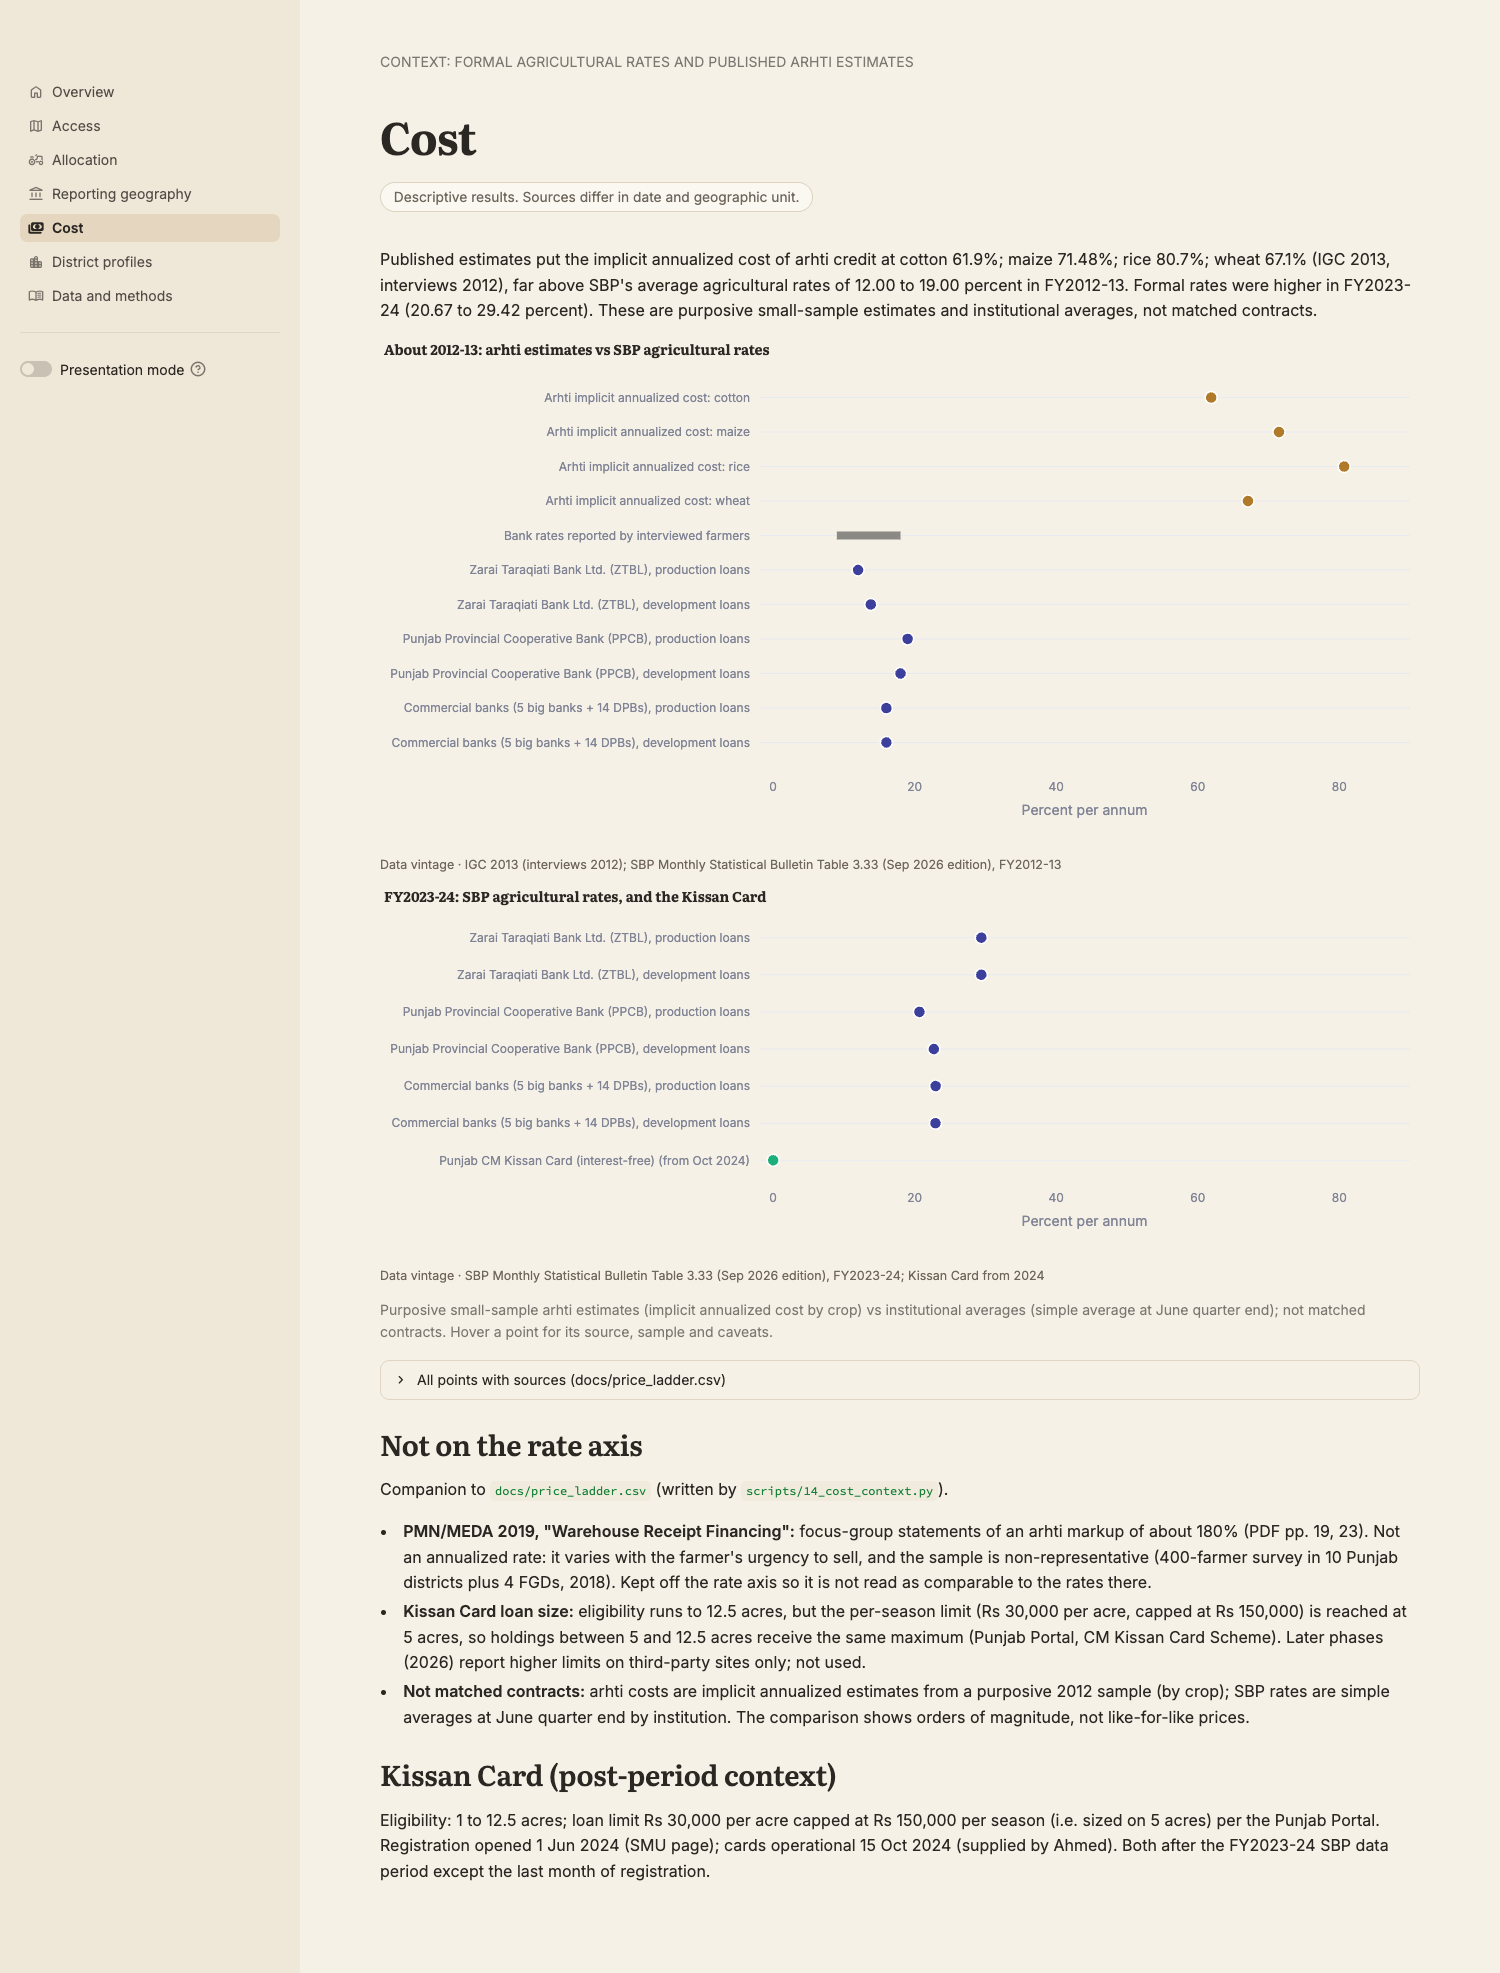 Overview
Access
Allocation
Reporting geography
Cost
District profiles
Data and methods
Presentation mode
CONTEXT: FORMAL AGRICULTURAL RATES AND PUBLISHED ARHTI ESTIMATES
Cost
Descriptive results. Sources differ in date and geographic unit.
Published estimates put the implicit annualized cost of arhti credit at cotton 61.9%; maize 71.48%; rice 80.7%; wheat 67.1% (IGC 2013,
interviews 2012), far above SBP's average agricultural rates of 12.00 to 19.00 percent in FY2012-13. Formal rates were higher in FY2023-
24 (20.67 to 29.42 percent). These are purposive small-sample estimates and institutional averages, not matched contracts.
About 2012-13: arhti estimates vs SBP agricultural rates
Arhti implicit annualized cost: cotton
Arhti implicit annualized cost: maize
Arhti implicit annualized cost: rice
Arhti implicit annualized cost: wheat
Bank rates reported by interviewed farmers
Zarai Taraqiati Bank Ltd. (ZTBL), production loans
Zarai Taraqiati Bank Ltd. (ZTBL), development loans
Punjab Provincial Cooperative Bank (PPCB), production loans
Punjab Provincial Cooperative Bank (PPCB), development loans
Commercial banks (5 big banks + 14 DPBs), production loans
Commercial banks (5 big banks + 14 DPBs), development loans
0 20 40 60 80
Percent per annum
Data vintage · IGC 2013 (interviews 2012); SBP Monthly Statistical Bulletin Table 3.33 (Sep 2026 edition), FY2012-13
FY2023-24: SBP agricultural rates, and the Kissan Card
Zarai Taraqiati Bank Ltd. (ZTBL), production loans
Zarai Taraqiati Bank Ltd. (ZTBL), development loans
Punjab Provincial Cooperative Bank (PPCB), production loans
Punjab Provincial Cooperative Bank (PPCB), development loans
Commercial banks (5 big banks + 14 DPBs), production loans
Commercial banks (5 big banks + 14 DPBs), development loans
Punjab CM Kissan Card (interest-free) (from Oct 2024)
0 20 40 60 80
Percent per annum
Data vintage · SBP Monthly Statistical Bulletin Table 3.33 (Sep 2026 edition), FY2023-24; Kissan Card from 2024
Purposive small-sample arhti estimates (implicit annualized cost by crop) vs institutional averages (simple average at June quarter end); not matched
contracts. Hover a point for its source, sample and caveats.
All points with sources (docs/price_ladder.csv)
Not on the rate axis
Companion to docs/price_ladder.csv (written by scripts/14_cost_context.py).
• PMN/MEDA 2019, "Warehouse Receipt Financing": focus-group statements of an arhti markup of about 180% (PDF pp. 19, 23). Not
an annualized rate: it varies with the farmer's urgency to sell, and the sample is non-representative (400-farmer survey in 10 Punjab
districts plus 4 FGDs, 2018). Kept off the rate axis so it is not read as comparable to the rates there.
• Kissan Card loan size: eligibility runs to 12.5 acres, but the per-season limit (Rs 30,000 per acre, capped at Rs 150,000) is reached at
5 acres, so holdings between 5 and 12.5 acres receive the same maximum (Punjab Portal, CM Kissan Card Scheme). Later phases
(2026) report higher limits on third-party sites only; not used.
• Not matched contracts: arhti costs are implicit annualized estimates from a purposive 2012 sample (by crop); SBP rates are simple
averages at June quarter end by institution. The comparison shows orders of magnitude, not like-for-like prices.
Kissan Card (post-period context)
Eligibility: 1 to 12.5 acres; loan limit Rs 30,000 per acre capped at Rs 150,000 per season (i.e. sized on 5 acres) per the Punjab Portal.
Registration opened 1 Jun 2024 (SMU page); cards operational 15 Oct 2024 (supplied by Ahmed). Both after the FY2023-24 SBP data
period except the last month of registration.